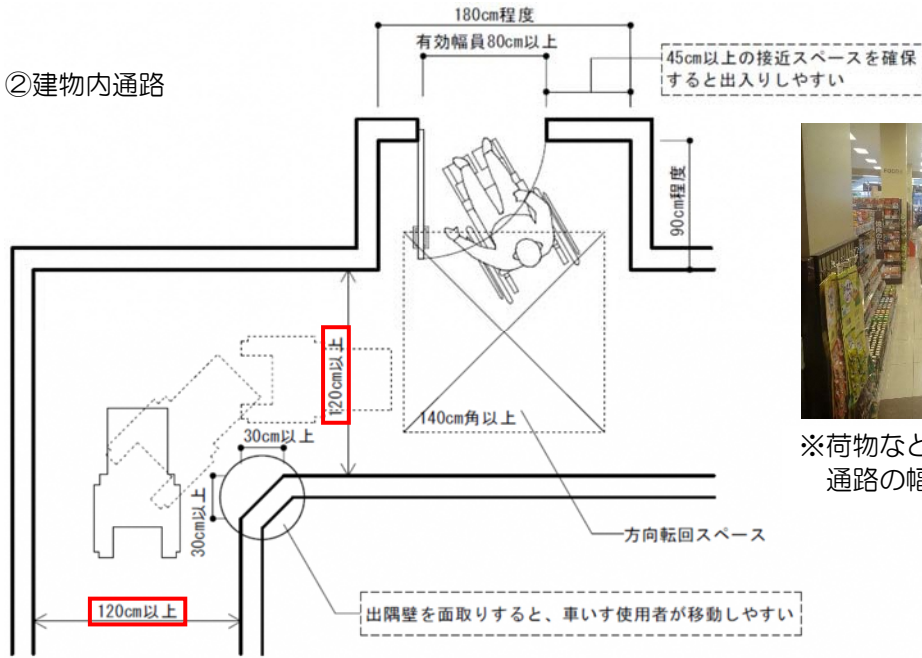 180cm程度
有効幅員80cm以上
45cm以上の接近スペースを確保
すると出入りしやすい
②建物内通路
90cm程度
120cm以上
140cm角以上
30cm以上
30cm以上
※荷物など
通路の幅
方向転回スペース
120cm以上
出隅壁を面取りすると、車いす使用者が移動しやすい